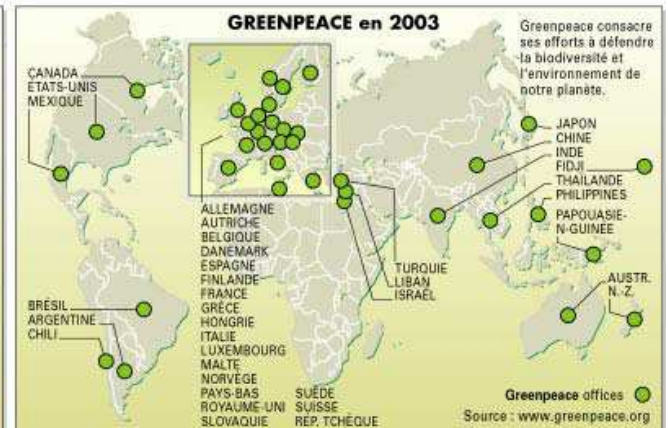 GREENPEACE en 2003
Greenpeace consacre
ses efforts à défendre
la biodiversité et
l'environnement de
notre planète.
CANADA
ETATS-UNIS
MEXIQUE
JAPON
CHINE
INDE
FIDJI
THAILANDE
PHILIPPINES
PAPOUASIE-
N-GUINEE
ALLEMAGNE
AUTRICHE
BELGIQUE
DANEMARK
ESPAGNE
FINLANDE
FRANCE
GRÈCE
HONGRIE
ITALIE
LUXEMBOURG
MALTE
NORVÈGE
PAYS-BAS
ROYAUME-UNI
SLOVAQUIE
SUÈDE
SUISSE
RÉP. TCHÈQUE
TURQUIE
LIBAN
ISRAËL
BRÉSIL
ARGENTINE
CHILI
AUSTR.
N.-Z.
Greenpeace offices
Source : www.greenpeace.org